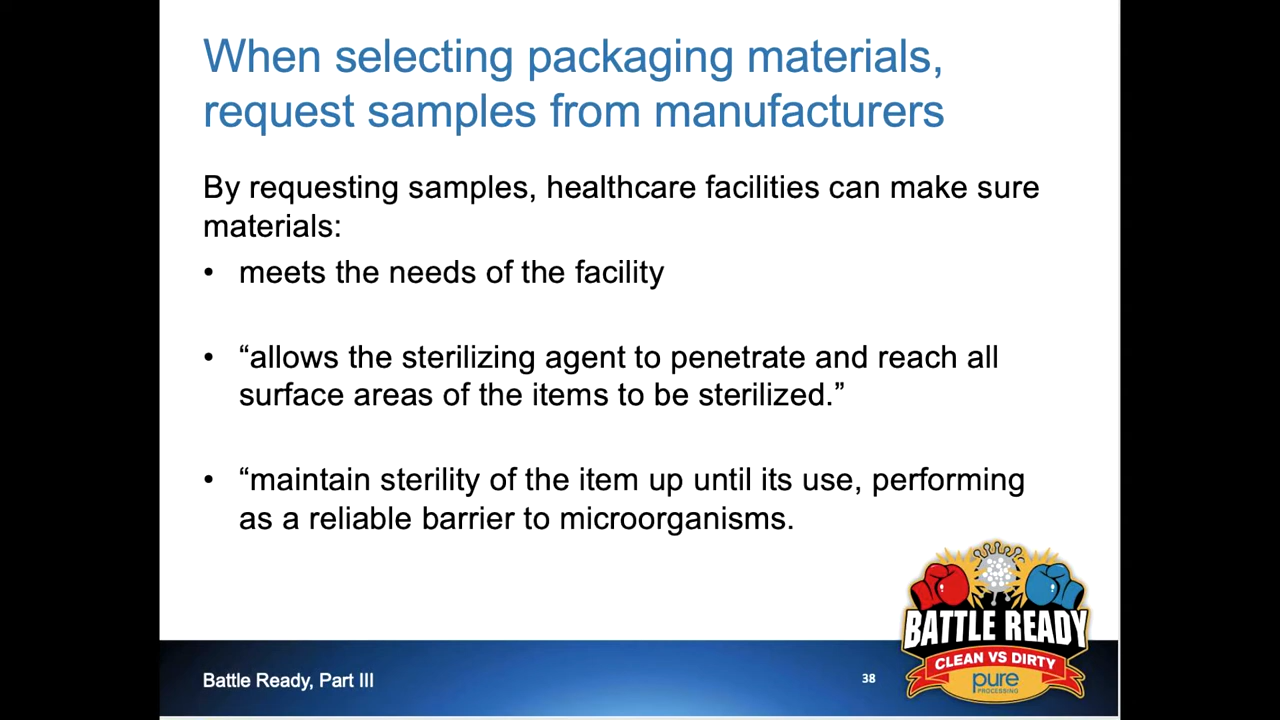 When selecting packaging materials,
request samples from manufacturers
By requesting samples, healthcare facilities can make sure
materials:
• meets the needs of the facility
• “allows the sterilizing agent to penetrate and reach all
surface areas of the items to be sterilized.”
• “maintain sterility of the item up until its use, performing
as a reliable barrier to microorganisms.
Battle Ready, Part III
38
BATTLE READY
CLEAN VS DIRTY
pure
PROCESSING